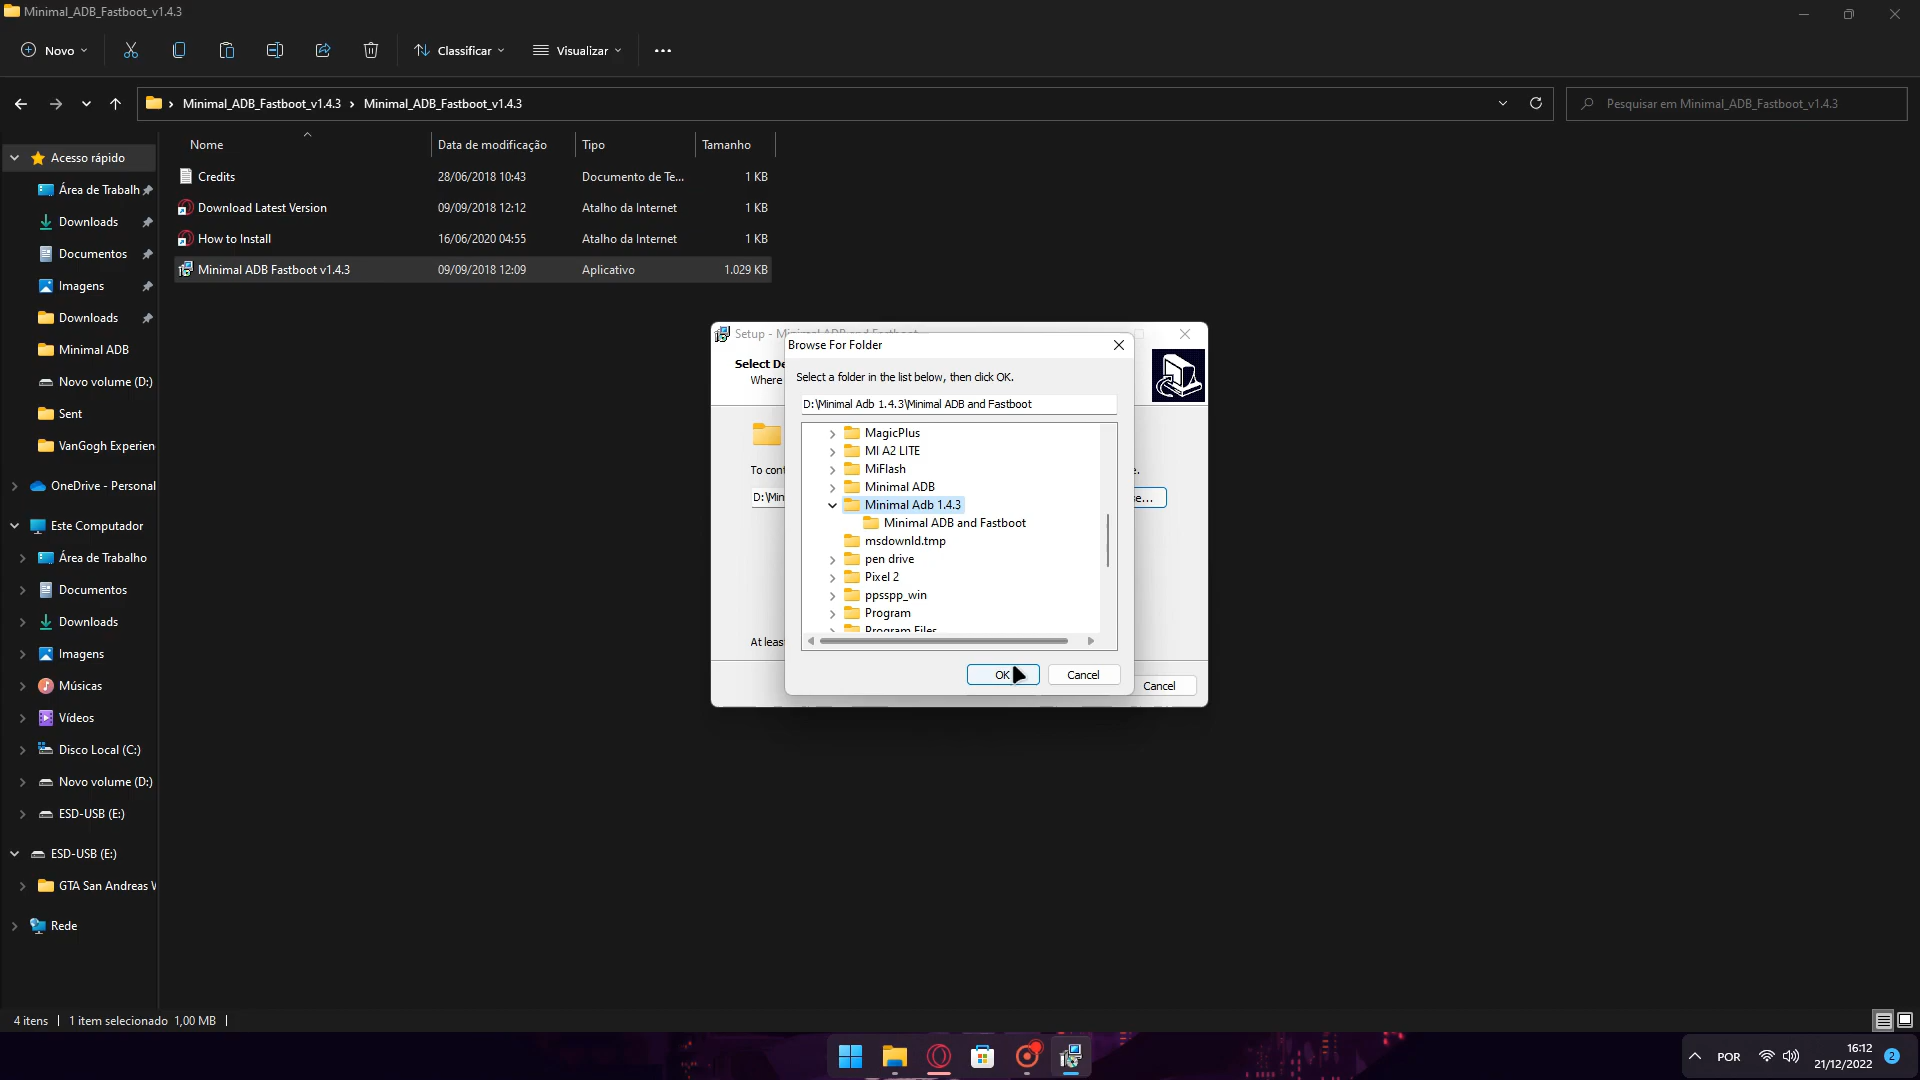 Minimal_ADB_Fastboot_v1.4.3
Novo
Classificar
Visualizar
Minimal_ADB_Fastboot_v1.4.3 › Minimal_ADB_Fastboot_v1.4.3
Pesquisar em Minimal_ADB_Fastboot_v1.4.3
Nome Data de modificação Tipo Tamanho
Credits 28/06/2018 10:43 Documento de Te... 1 KB
Download Latest Version 09/09/2018 12:12 Atalho da Internet 1 KB
How to Install 16/06/2020 04:55 Atalho da Internet 1 KB
Minimal ADB Fastboot v1.4.3 09/09/2018 12:09 Aplicativo 1.029 KB
Acesso rápido
Área de Trabalh
Downloads
Documentos
Imagens
Downloads
Minimal ADB
Novo volume (D:)
Sent
VanGogh Experien
OneDrive - Personal
Este Computador
Área de Trabalho
Documentos
Downloads
Imagens
Músicas
Vídeos
Disco Local (C:)
Novo volume (D:)
ESD-USB (E:)
ESD-USB (E:)
GTA San Andreas
Rede
Setup - Minimal ADB and Fastboot
Select De
Where
To cont
D:\Min
e...
At leas
Cancel
Browse For Folder
Select a folder in the list below, then click OK.
D:\Minimal Adb 1.4.3\Minimal ADB and Fastboot
MagicPlus
MI A2 LITE
MiFlash
Minimal ADB
Minimal Adb 1.4.3
Minimal ADB and Fastboot
msdownld.tmp
pen drive
Pixel 2
ppsspp_win
Program
Program Files
OK
Cancel
4 itens 1 item selecionado 1,00 MB
POR
16:12
21/12/2022
2